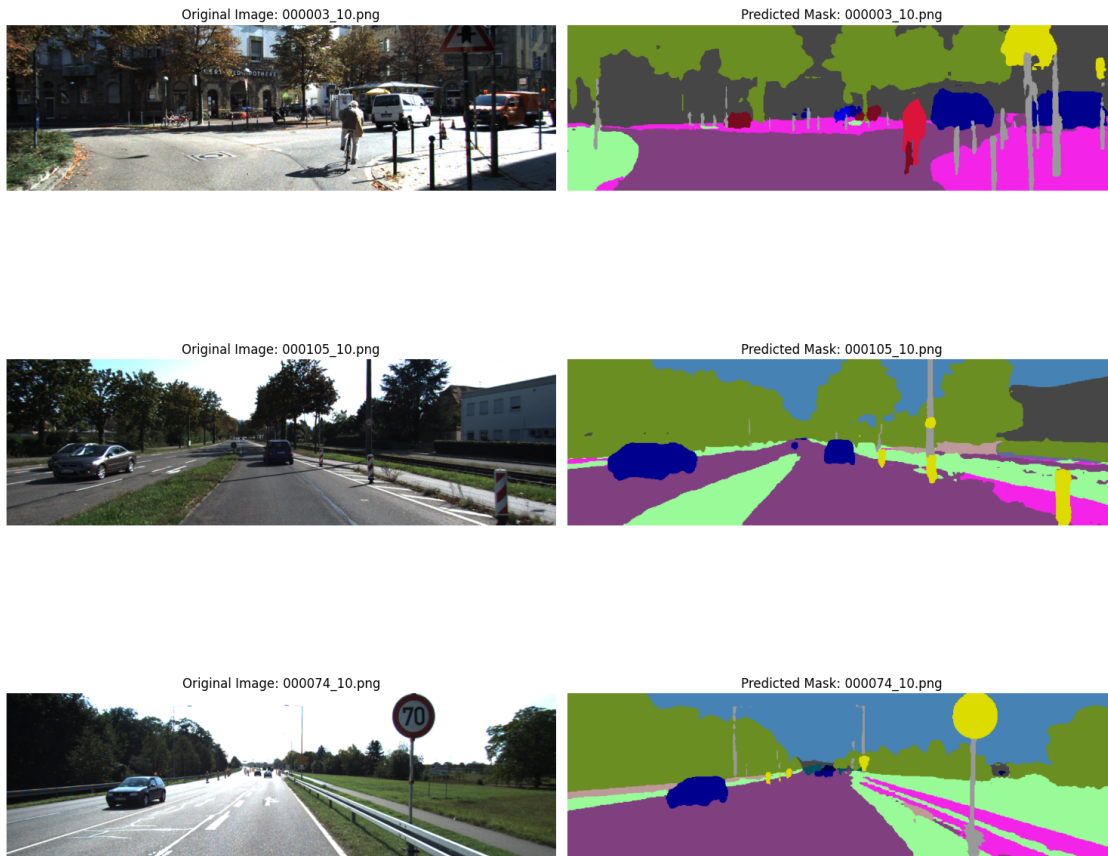 Original Image: 000003_10.png
Predicted Mask: 000003_10.png
Original Image: 000105_10.png
Predicted Mask: 000105_10.png
Original Image: 000074_10.png
Predicted Mask: 000074_10.png
70